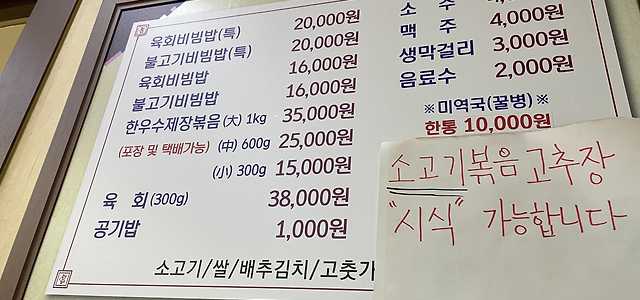 육회비빔밥(특) 20,000원
불고기비빔밥(특) 20,000원
육회비빔밥 16,000원
불고기비빔밥 16,000원
한우수제장볶음(大) 1kg 35,000원
(포장 및 택배가능) (中) 600g 25,000원
(小) 300g 15,000원
육 회 (300g) 38,000원
공기밥 1,000원
소고기/쌀/배추김치/고춧가
소 주
맥 주 4,000원
생막걸리 3,000원
음료수 2,000원
※미역국(꿀병)※
한통 10,000원
소고기볶음고추장
"시식" 가능합니다